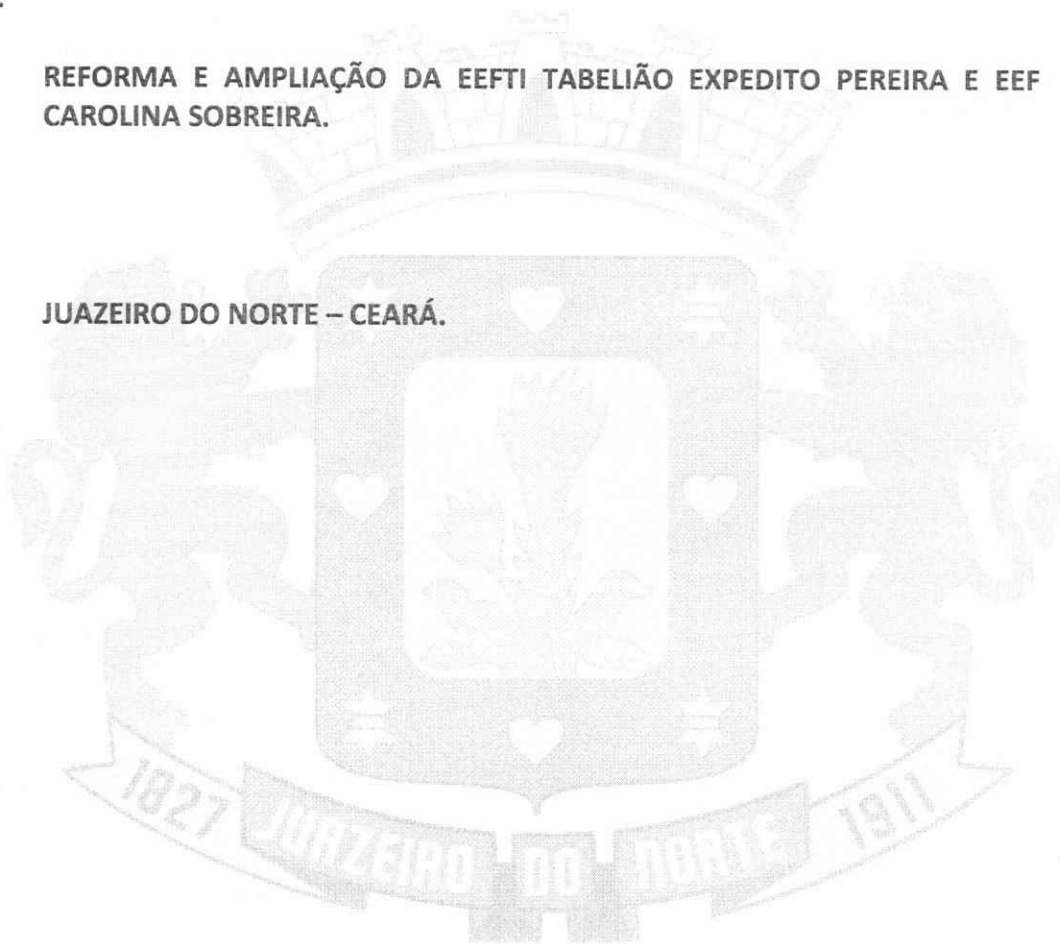 REFORMA E AMPLIAÇÃO DA EEFTI TABELIÃO EXPEDITO PEREIRA E EEF
CAROLINA SOBREIRA.
JUAZEIRO DO NORTE – CEARÁ.
1827 JUAZEIRO DO NORTE 1911